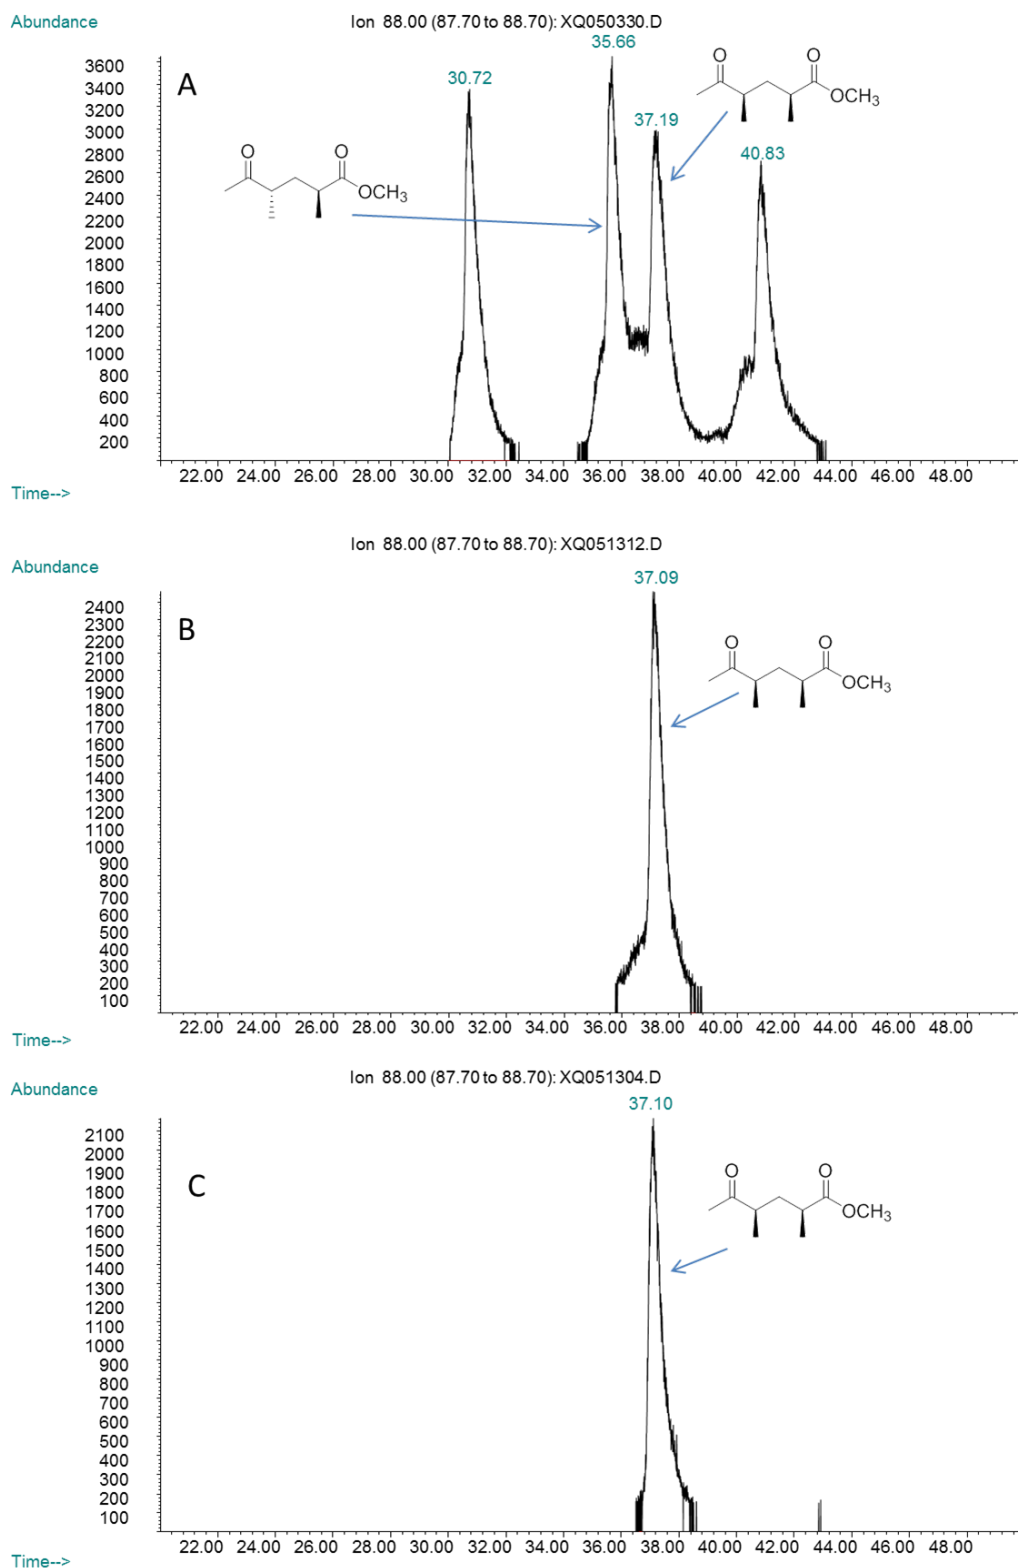 Abundance
Ion 88.00 (87.70 to 88.70): XQ050330.D
35.66
30.72
37.19
40.83
A
O
O
OCH3
O
O
OCH3
3600
3400
3200
3000
2800
2600
2400
2200
2000
1800
1600
1400
1200
1000
800
600
400
200
22.00 24.00 26.00 28.00 30.00 32.00 34.00 36.00 38.00 40.00 42.00 44.00 46.00 48.00
Time-->
Ion 88.00 (87.70 to 88.70): XQ051312.D
Abundance
37.09
B
O
O
OCH3
2400
2300
2200
2100
2000
1900
1800
1700
1600
1500
1400
1300
1200
1100
1000
900
800
700
600
500
400
300
200
100
22.00 24.00 26.00 28.00 30.00 32.00 34.00 36.00 38.00 40.00 42.00 44.00 46.00 48.00
Time-->
Ion 88.00 (87.70 to 88.70): XQ051304.D
Abundance
37.10
C
O
O
OCH3
2100
2000
1900
1800
1700
1600
1500
1400
1300
1200
1100
1000
900
800
700
600
500
400
300
200
100
22.00 24.00 26.00 28.00 30.00 32.00 34.00 36.00 38.00 40.00 42.00 44.00 46.00 48.00
Time-->